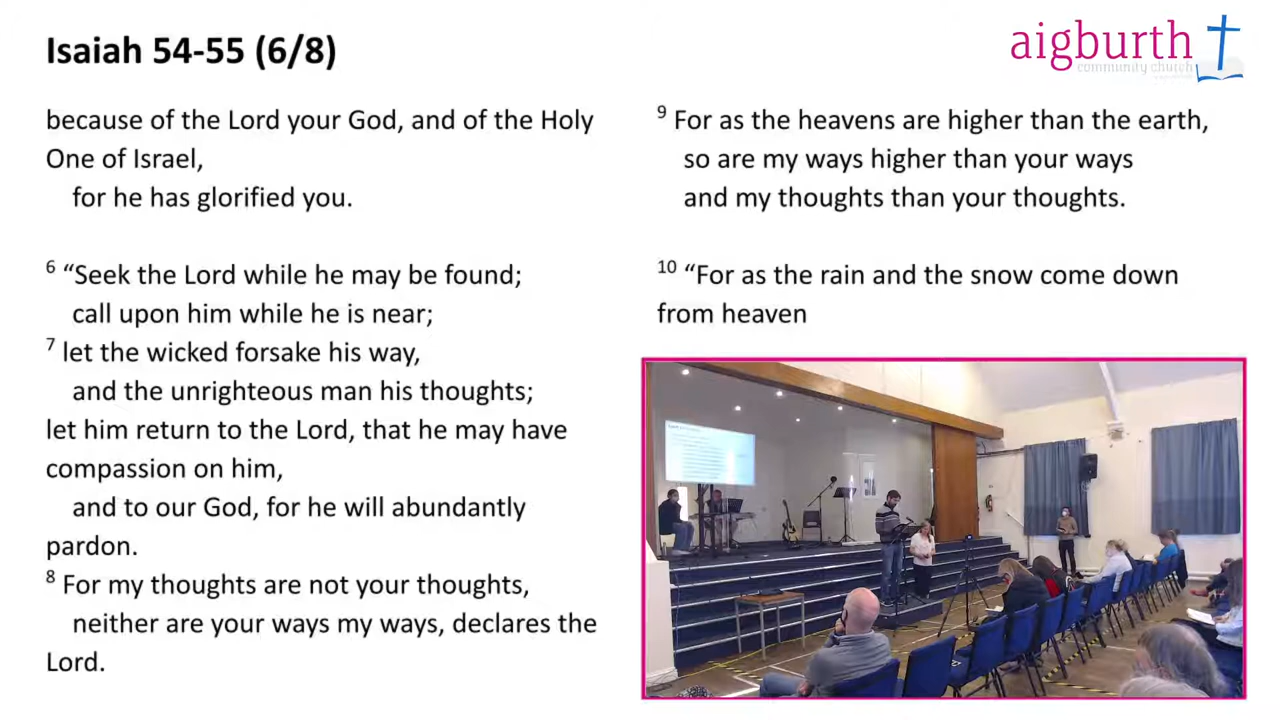 Isaiah 54-55 (6/8)
aigburth
community church
because of the Lord your God, and of the Holy
One of Israel,
for he has glorified you.
6 “Seek the Lord while he may be found;
call upon him while he is near;
7 let the wicked forsake his way,
and the unrighteous man his thoughts;
let him return to the Lord, that he may have
compassion on him,
and to our God, for he will abundantly
pardon.
8 For my thoughts are not your thoughts,
neither are your ways my ways, declares the
Lord.
9 For as the heavens are higher than the earth,
so are my ways higher than your ways
and my thoughts than your thoughts.
10 “For as the rain and the snow come down
from heaven